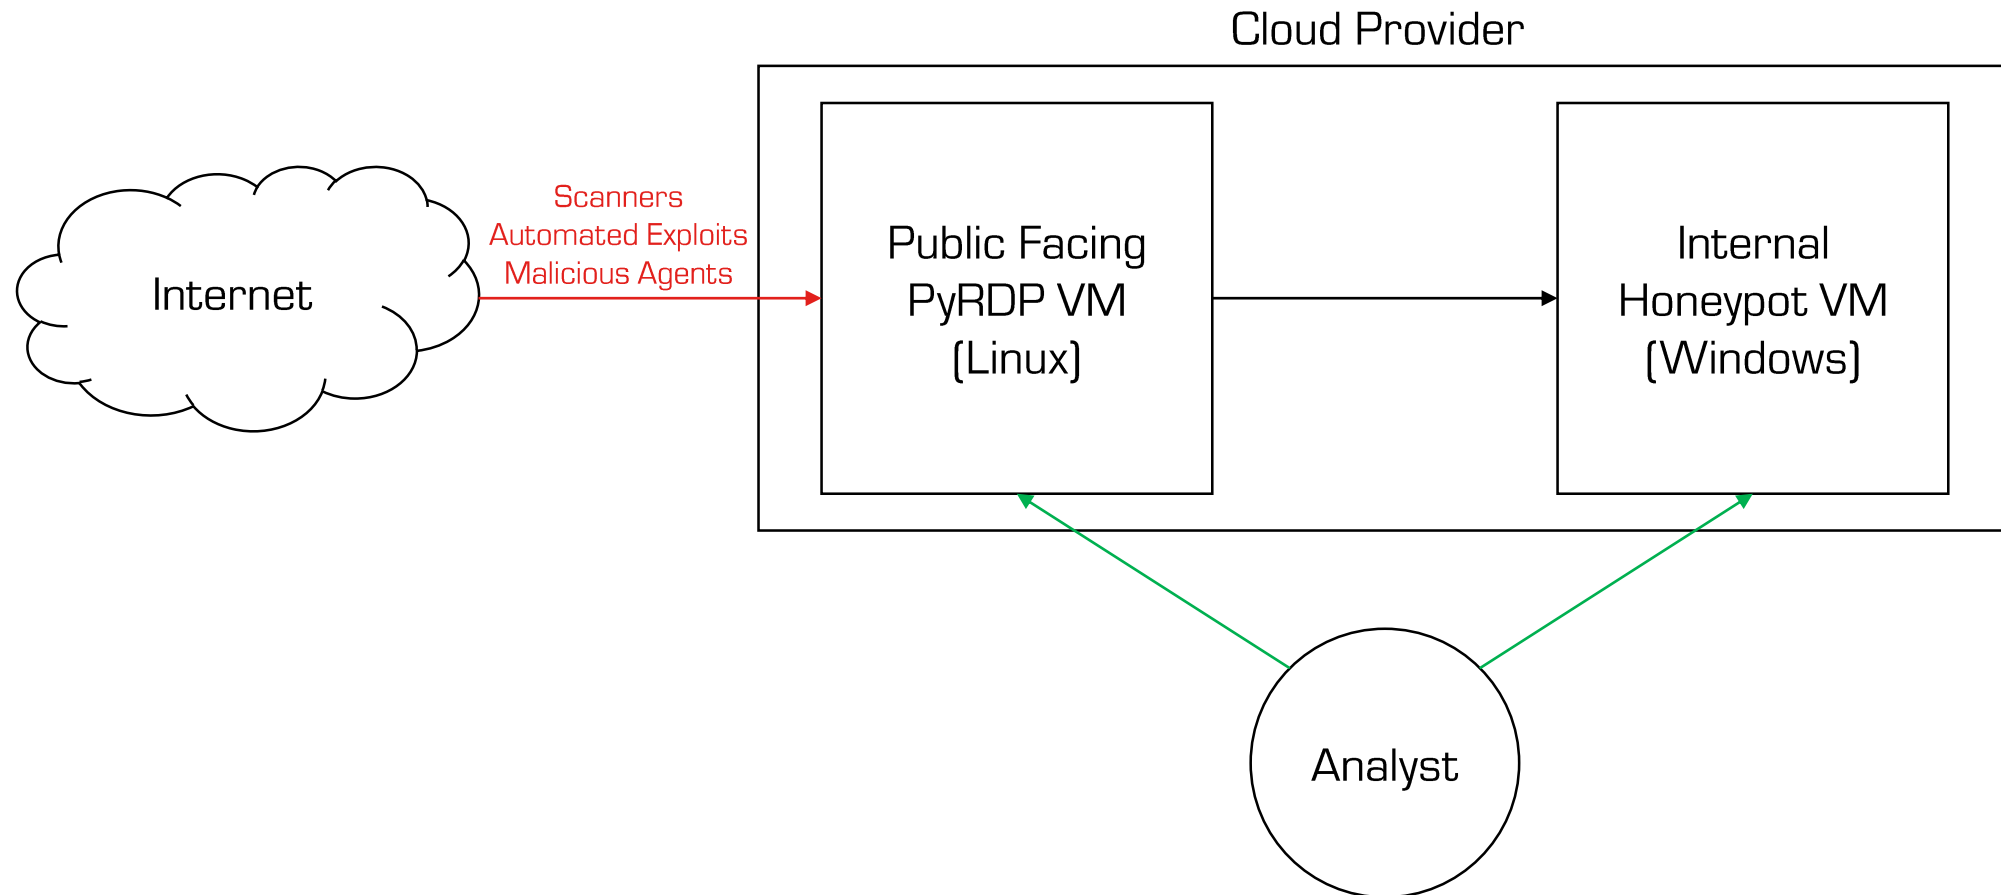 Cloud Provider
Internet
Scanners
Automated Exploits
Malicious Agents
Public Facing
PyRDP VM
(Linux)
Internal
Honeypot VM
(Windows)
Analyst